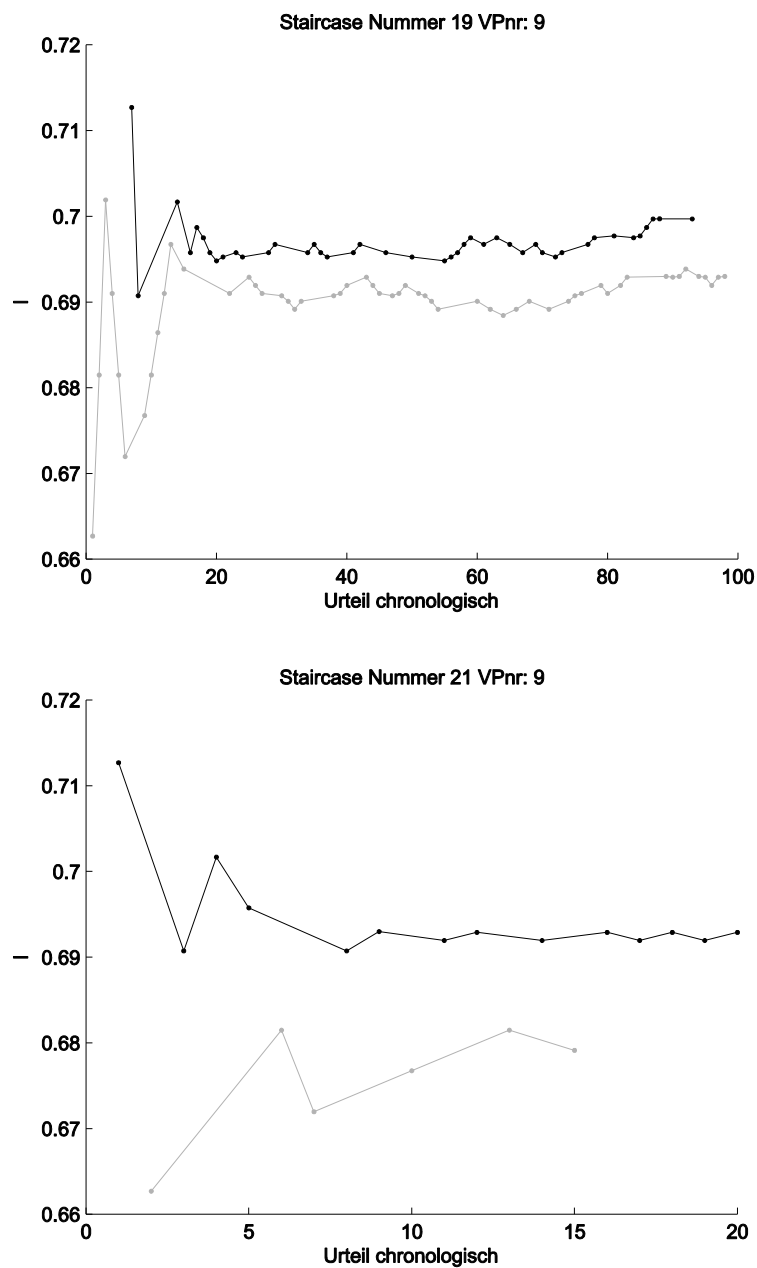 Staircase Nummer 19 VPnr: 9
0.72
0.71
0.7
0.69
0.68
0.67
0.66
I
0 20 40 60 80 100
Urteil chronologisch
Staircase Nummer 21 VPnr: 9
0.72
0.71
0.7
0.69
0.68
0.67
0.66
I
0 5 10 15 20
Urteil chronologisch